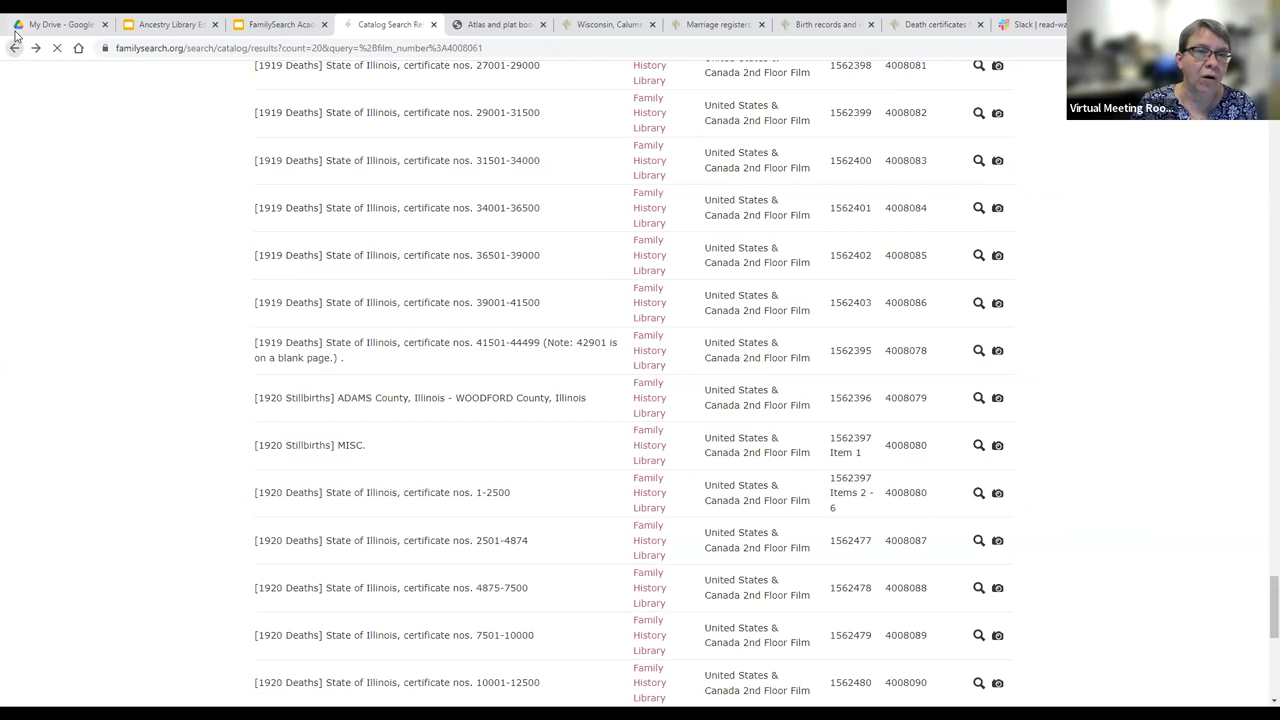 My Drive - Google
Ancestry Library Ed
FamilySearch Aca
Catalog Search Re
Atlas and plat boo
Wisconsin, Calume
Marriage registers,
Birth records and i
Death certificates
Slack | read-wa
familysearch.org/search/catalog/results?count=20&query=%2Bfilm_number%3A4008061
Virtual Meeting Roo...
[1919 Deaths] State of Illinois, certificate nos. 27001-29000
History
Library
Canada 2nd Floor Film
1562398
4008081
[1919 Deaths] State of Illinois, certificate nos. 29001-31500
Family
History
Library
United States &
Canada 2nd Floor Film
1562399
4008082
[1919 Deaths] State of Illinois, certificate nos. 31501-34000
Family
History
Library
United States &
Canada 2nd Floor Film
1562400
4008083
[1919 Deaths] State of Illinois, certificate nos. 34001-36500
Family
History
Library
United States &
Canada 2nd Floor Film
1562401
4008084
[1919 Deaths] State of Illinois, certificate nos. 36501-39000
Family
History
Library
United States &
Canada 2nd Floor Film
1562402
4008085
[1919 Deaths] State of Illinois, certificate nos. 39001-41500
Family
History
Library
United States &
Canada 2nd Floor Film
1562403
4008086
[1919 Deaths] State of Illinois, certificate nos. 41501-44499 (Note: 42901 is
on a blank page.) .
Family
History
Library
United States &
Canada 2nd Floor Film
1562395
4008078
[1920 Stillbirths] ADAMS County, Illinois - WOODFORD County, Illinois
Family
History
Library
United States &
Canada 2nd Floor Film
1562396
4008079
[1920 Stillbirths] MISC.
Family
History
Library
United States &
Canada 2nd Floor Film
1562397
Item 1
4008080
[1920 Deaths] State of Illinois, certificate nos. 1-2500
Family
History
Library
United States &
Canada 2nd Floor Film
1562397
Items 2 -
6
4008080
[1920 Deaths] State of Illinois, certificate nos. 2501-4874
Family
History
Library
United States &
Canada 2nd Floor Film
1562477
4008087
[1920 Deaths] State of Illinois, certificate nos. 4875-7500
Family
History
Library
United States &
Canada 2nd Floor Film
1562478
4008088
[1920 Deaths] State of Illinois, certificate nos. 7501-10000
Family
History
Library
United States &
Canada 2nd Floor Film
1562479
4008089
[1920 Deaths] State of Illinois, certificate nos. 10001-12500
Family
History
Library
United States &
Canada 2nd Floor Film
1562480
4008090